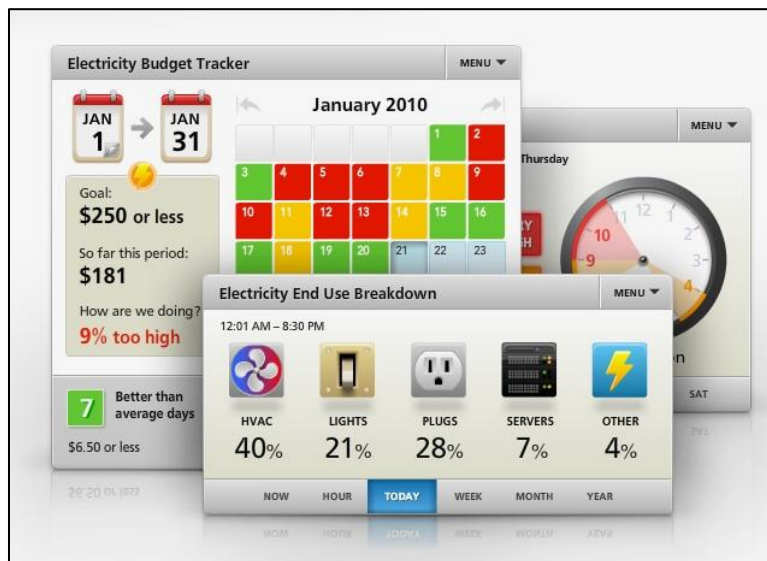 Electricity Budget Tracker
MENU
JAN
1
JAN
31
Goal:
$250 or less
So far this period:
$181
How are we doing?
9% too high
7
Better than
average days
$6.50 or less
January 2010
1 2
3 4 5 6 7 8 9
10 11 12 13 14 15 16
17 18 19 20 21 22 23
MENU
Thursday
12
1
2
3
4
9
10
11
SAT
Electricity End Use Breakdown
MENU
12:01 AM – 8:30 PM
HVAC LIGHTS PLUGS SERVERS OTHER
40% 21% 28% 7% 4%
NOW HOUR TODAY WEEK MONTH YEAR